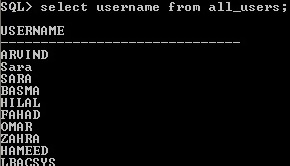 SQL> select username from all_users;
USERNAME
------------------------------
ARVIND
Sara
SARA
BASMA
HILAL
FAHAD
OMAR
ZAHRA
HAMEED
LBACSYS